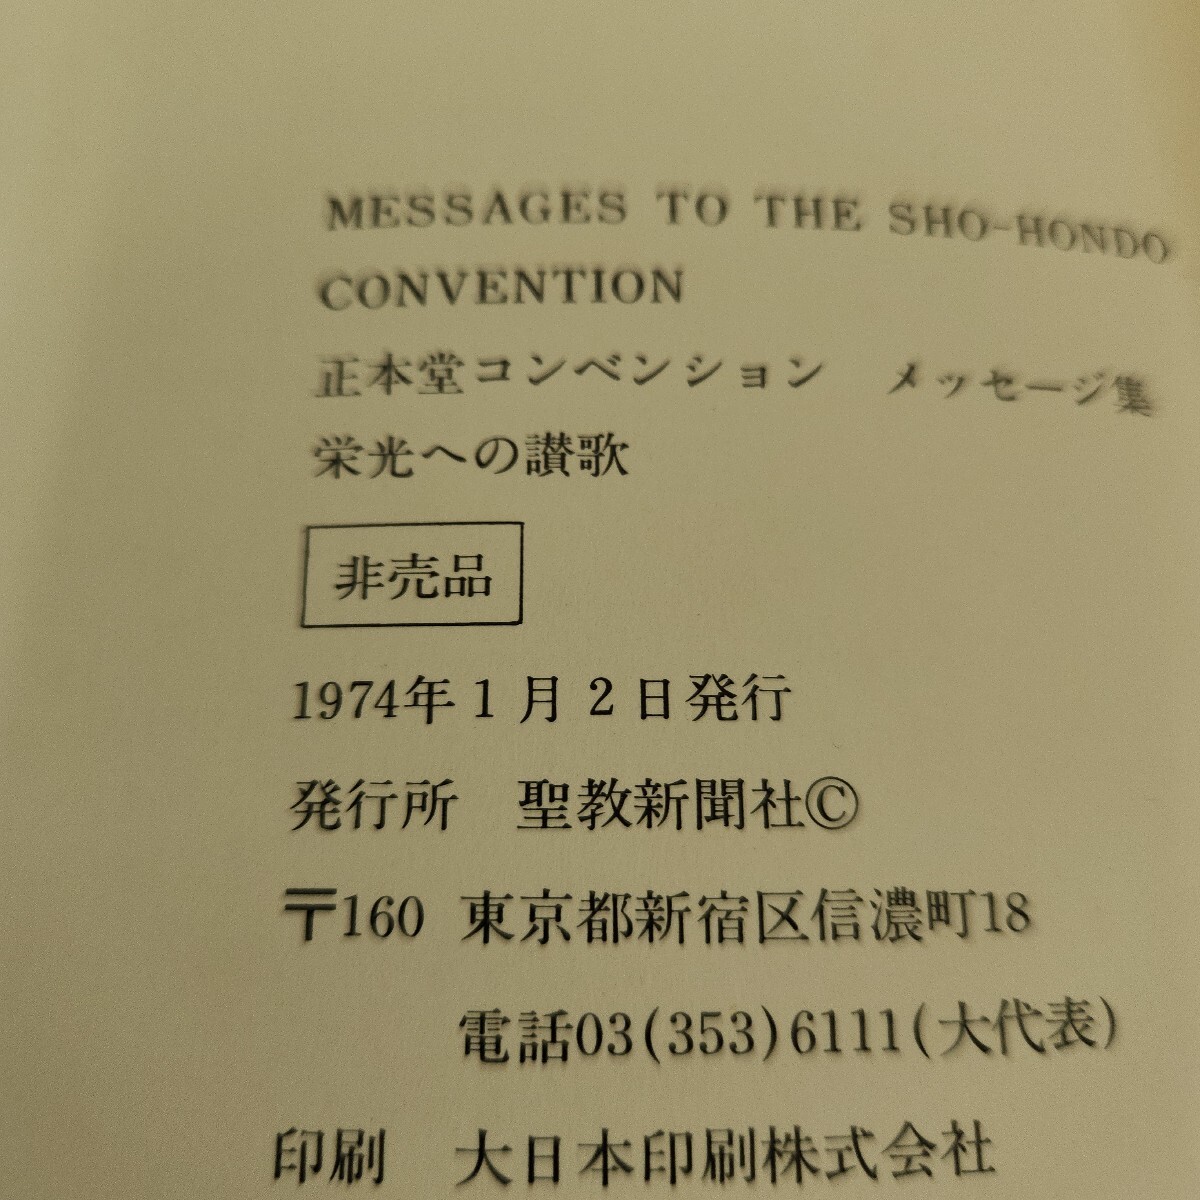 MESSAGES TO THE SHO-HONDO
CONVENTION
正本堂コンベンション　メッセージ集
栄光への讃歌
非売品
1974年1月2日発行
発行所　聖教新聞社©
〒160 東京都新宿区信濃町18
電話03(353)6111(大代表)
印刷　大日本印刷株式会社